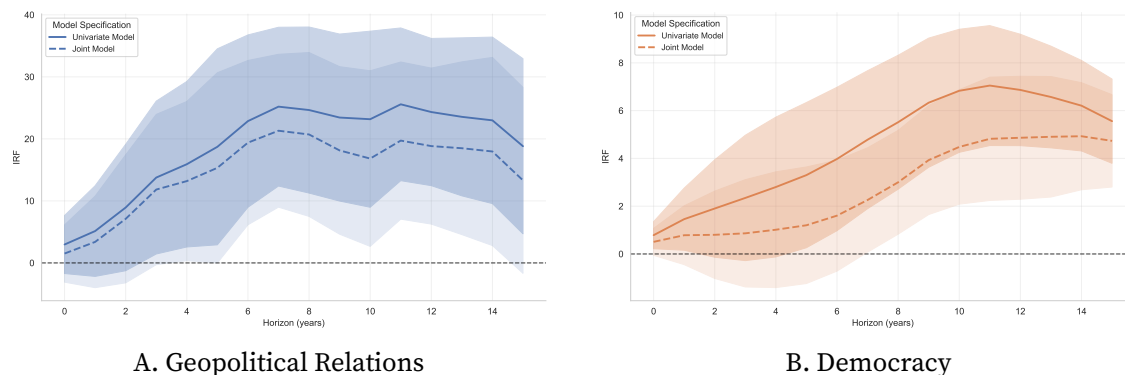 40
30
20
10
0
IRF
Model Specification
Univariate Model
Joint Model
0 2 4 6 8 10 12 14
Horizon (years)
A. Geopolitical Relations
10
8
6
4
2
0
IRF
Model Specification
Univariate Model
Joint Model
0 2 4 6 8 10 12 14
Horizon (years)
B. Democracy